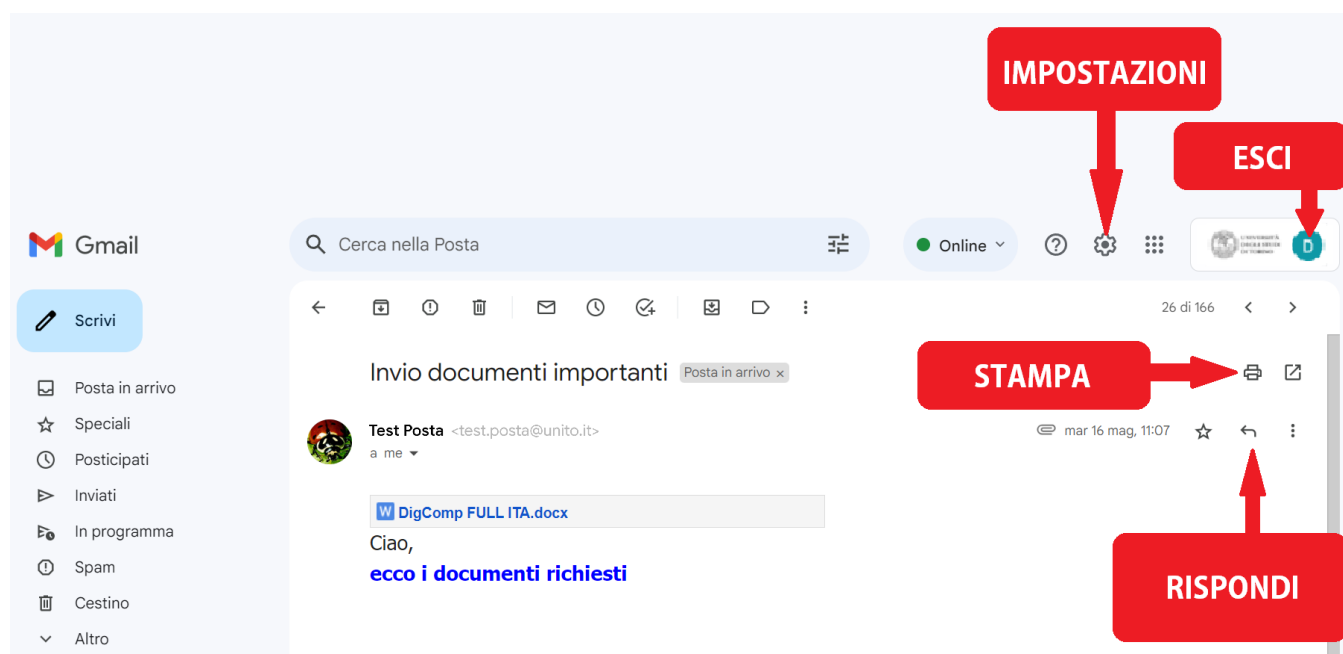 IMPOSTAZIONI
ESCI
Gmail
Cerca nella Posta
Online
D
Scrivi
26 di 166
Invio documenti importanti
Posta in arrivo x
STAMPA
Posta in arrivo
Speciali
Test Posta <test.posta@unito.it>
mar 16 mag, 11:07
a me
Posticipati
Inviati
W DigComp FULL ITA.docx
In programma
Ciao,
Spam
ecco i documenti richiesti
RISPONDI
Cestino
Altro